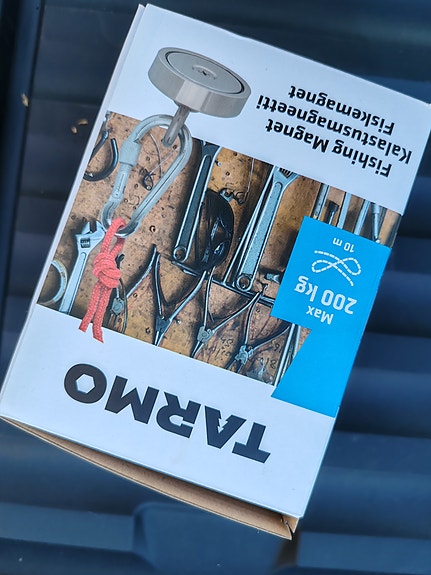 TARMO
Max
200 kg
10 m
Fishing Magnet
Kalastusmagneetti
Fiskemagnet